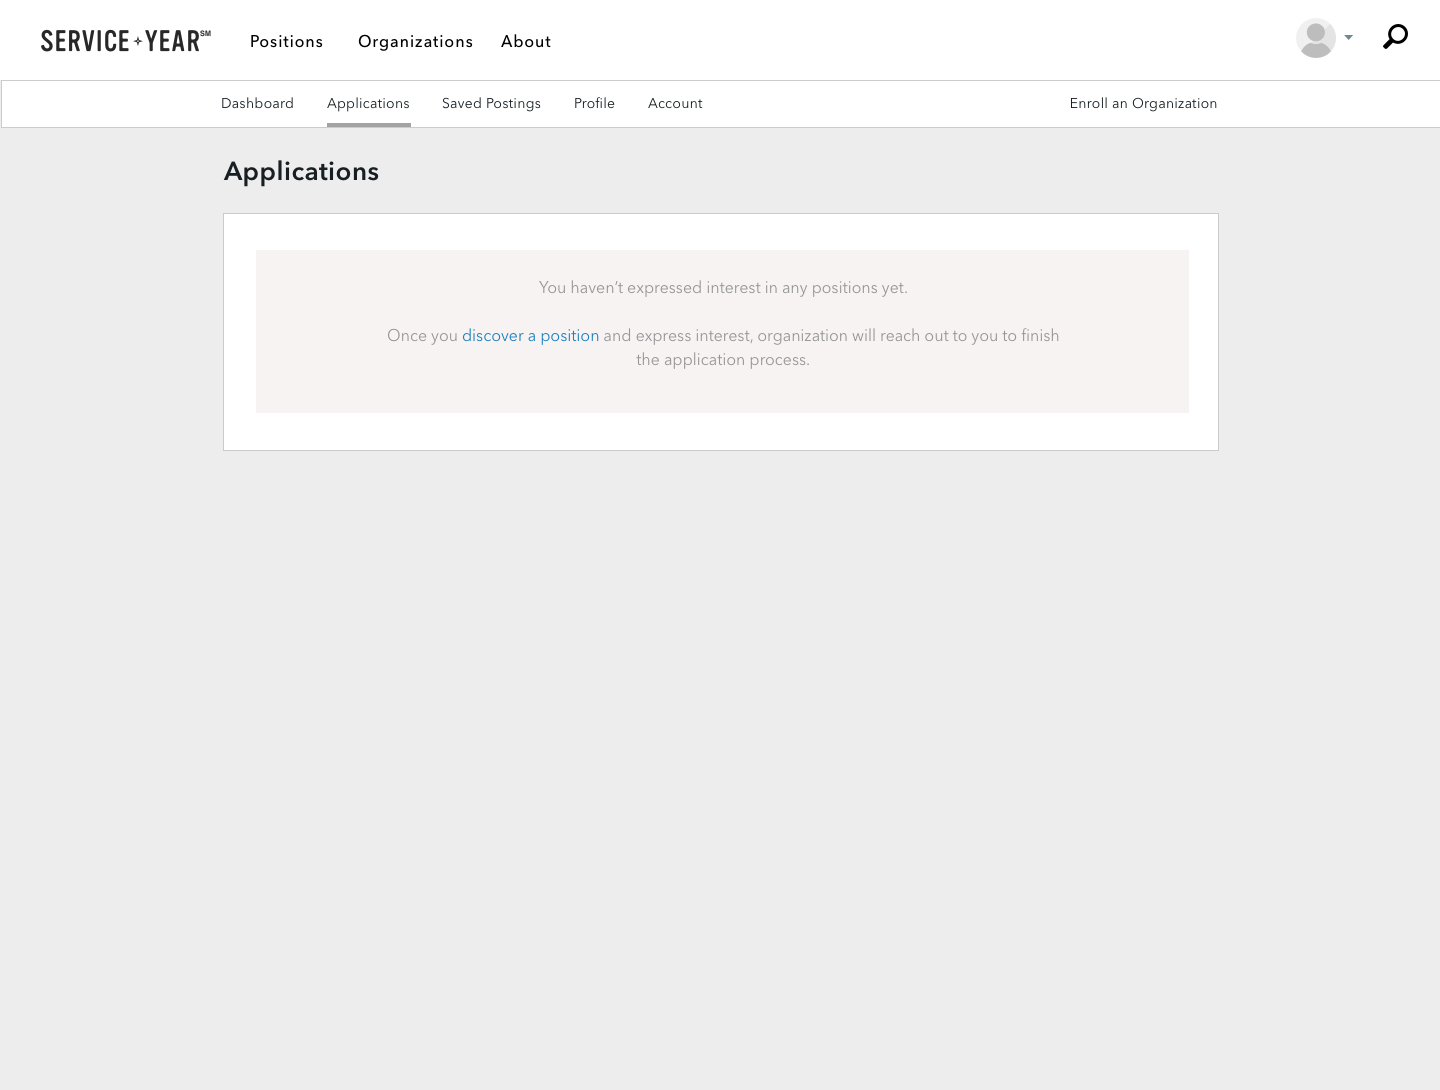 SERVICE+YEAR℠
Positions
Organizations
About
Dashboard
Applications
Saved Postings
Profile
Account
Enroll an Organization
Applications
You haven’t expressed interest in any positions yet.
Once you discover a position and express interest, organization will reach out to you to finish
the application process.